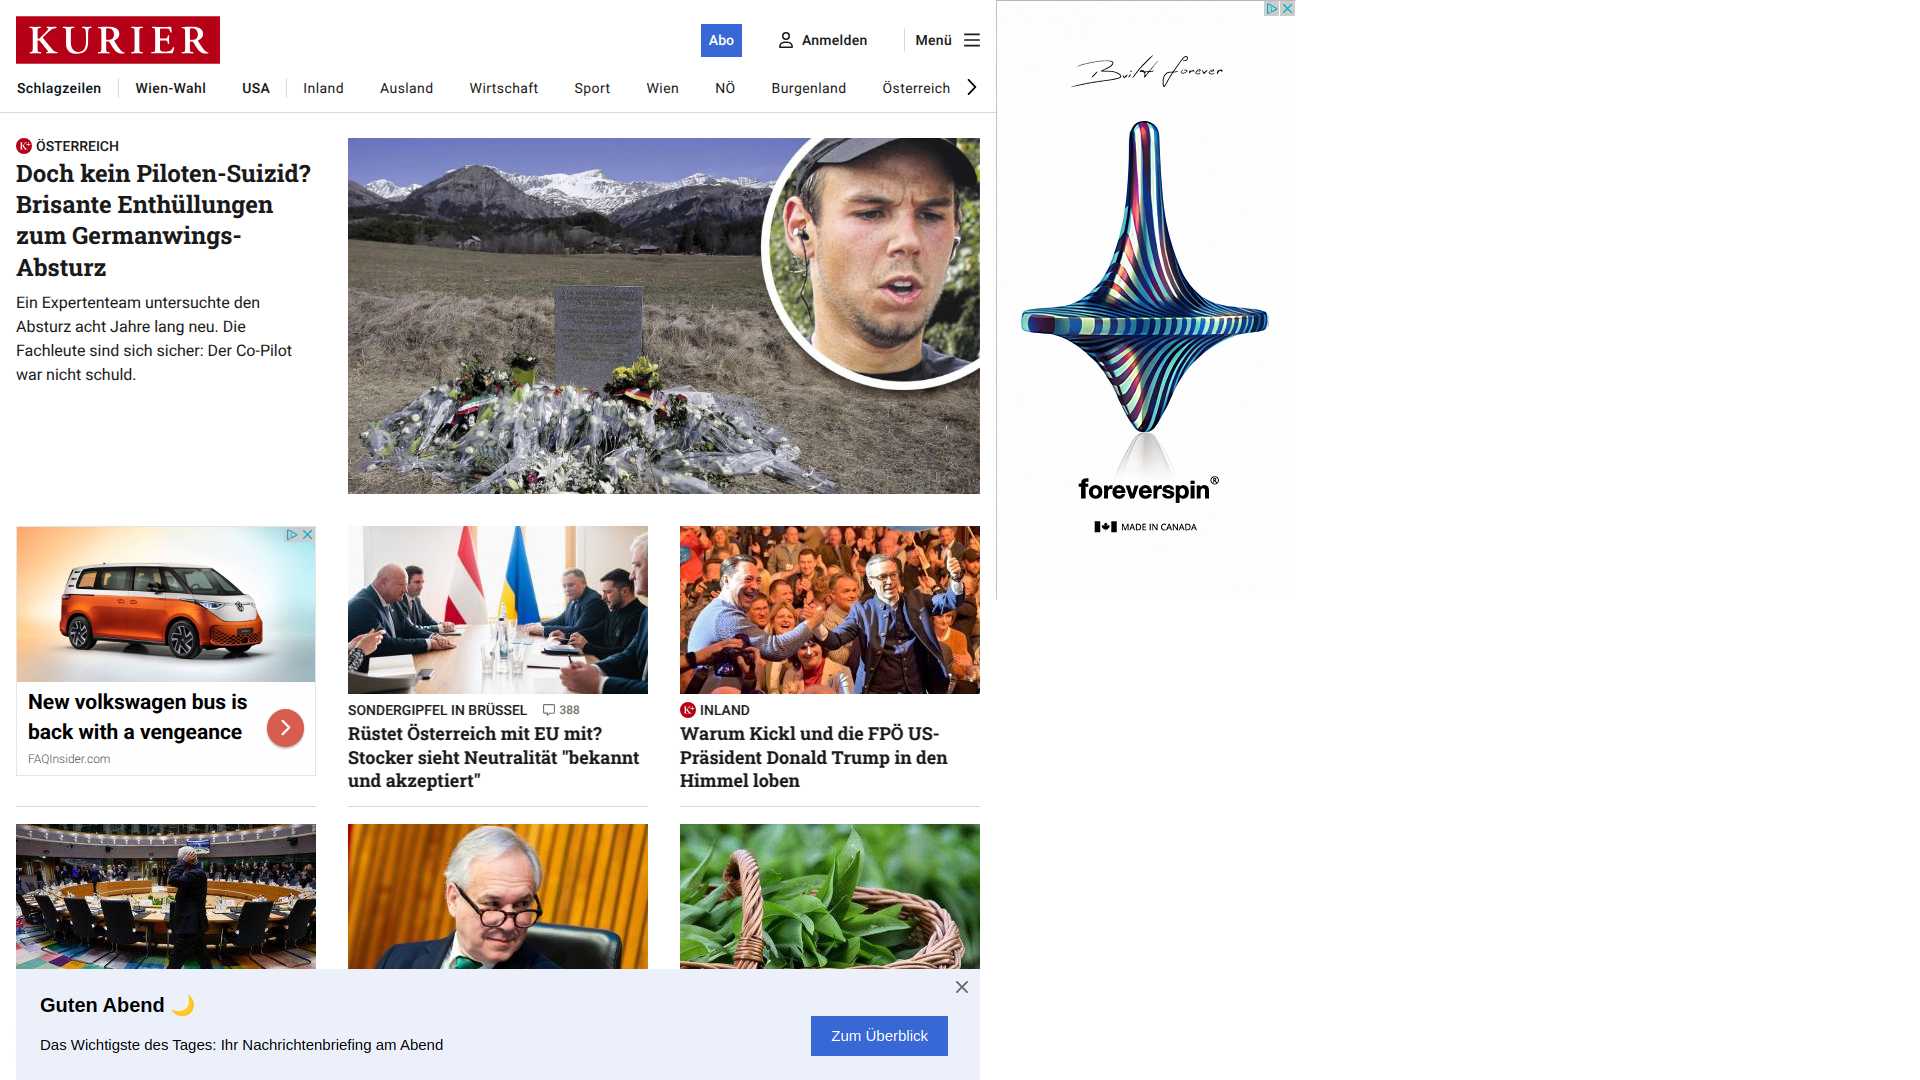 KURIER
Abo
Anmelden
Menü
Schlagzeilen
Wien-Wahl
USA
Inland
Ausland
Wirtschaft
Sport
Wien
NÖ
Burgenland
Österreich
K+ ÖSTERREICH
Doch kein Piloten-Suizid?
Brisante Enthüllungen
zum Germanwings-
Absturz
Ein Expertenteam untersuchte den
Absturz acht Jahre lang neu. Die
Fachleute sind sich sicher: Der Co-Pilot
war nicht schuld.
Built forever
foreverspin®
MADE IN CANADA
New volkswagen bus is
back with a vengeance
FAQInsider.com
SONDERGIPFEL IN BRÜSSEL 388
Rüstet Österreich mit EU mit?
Stocker sieht Neutralität "bekannt
und akzeptiert"
K+ INLAND
Warum Kickl und die FPÖ US-
Präsident Donald Trump in den
Himmel loben
Guten Abend 🌙
Das Wichtigste des Tages: Ihr Nachrichtenbriefing am Abend
Zum Überblick